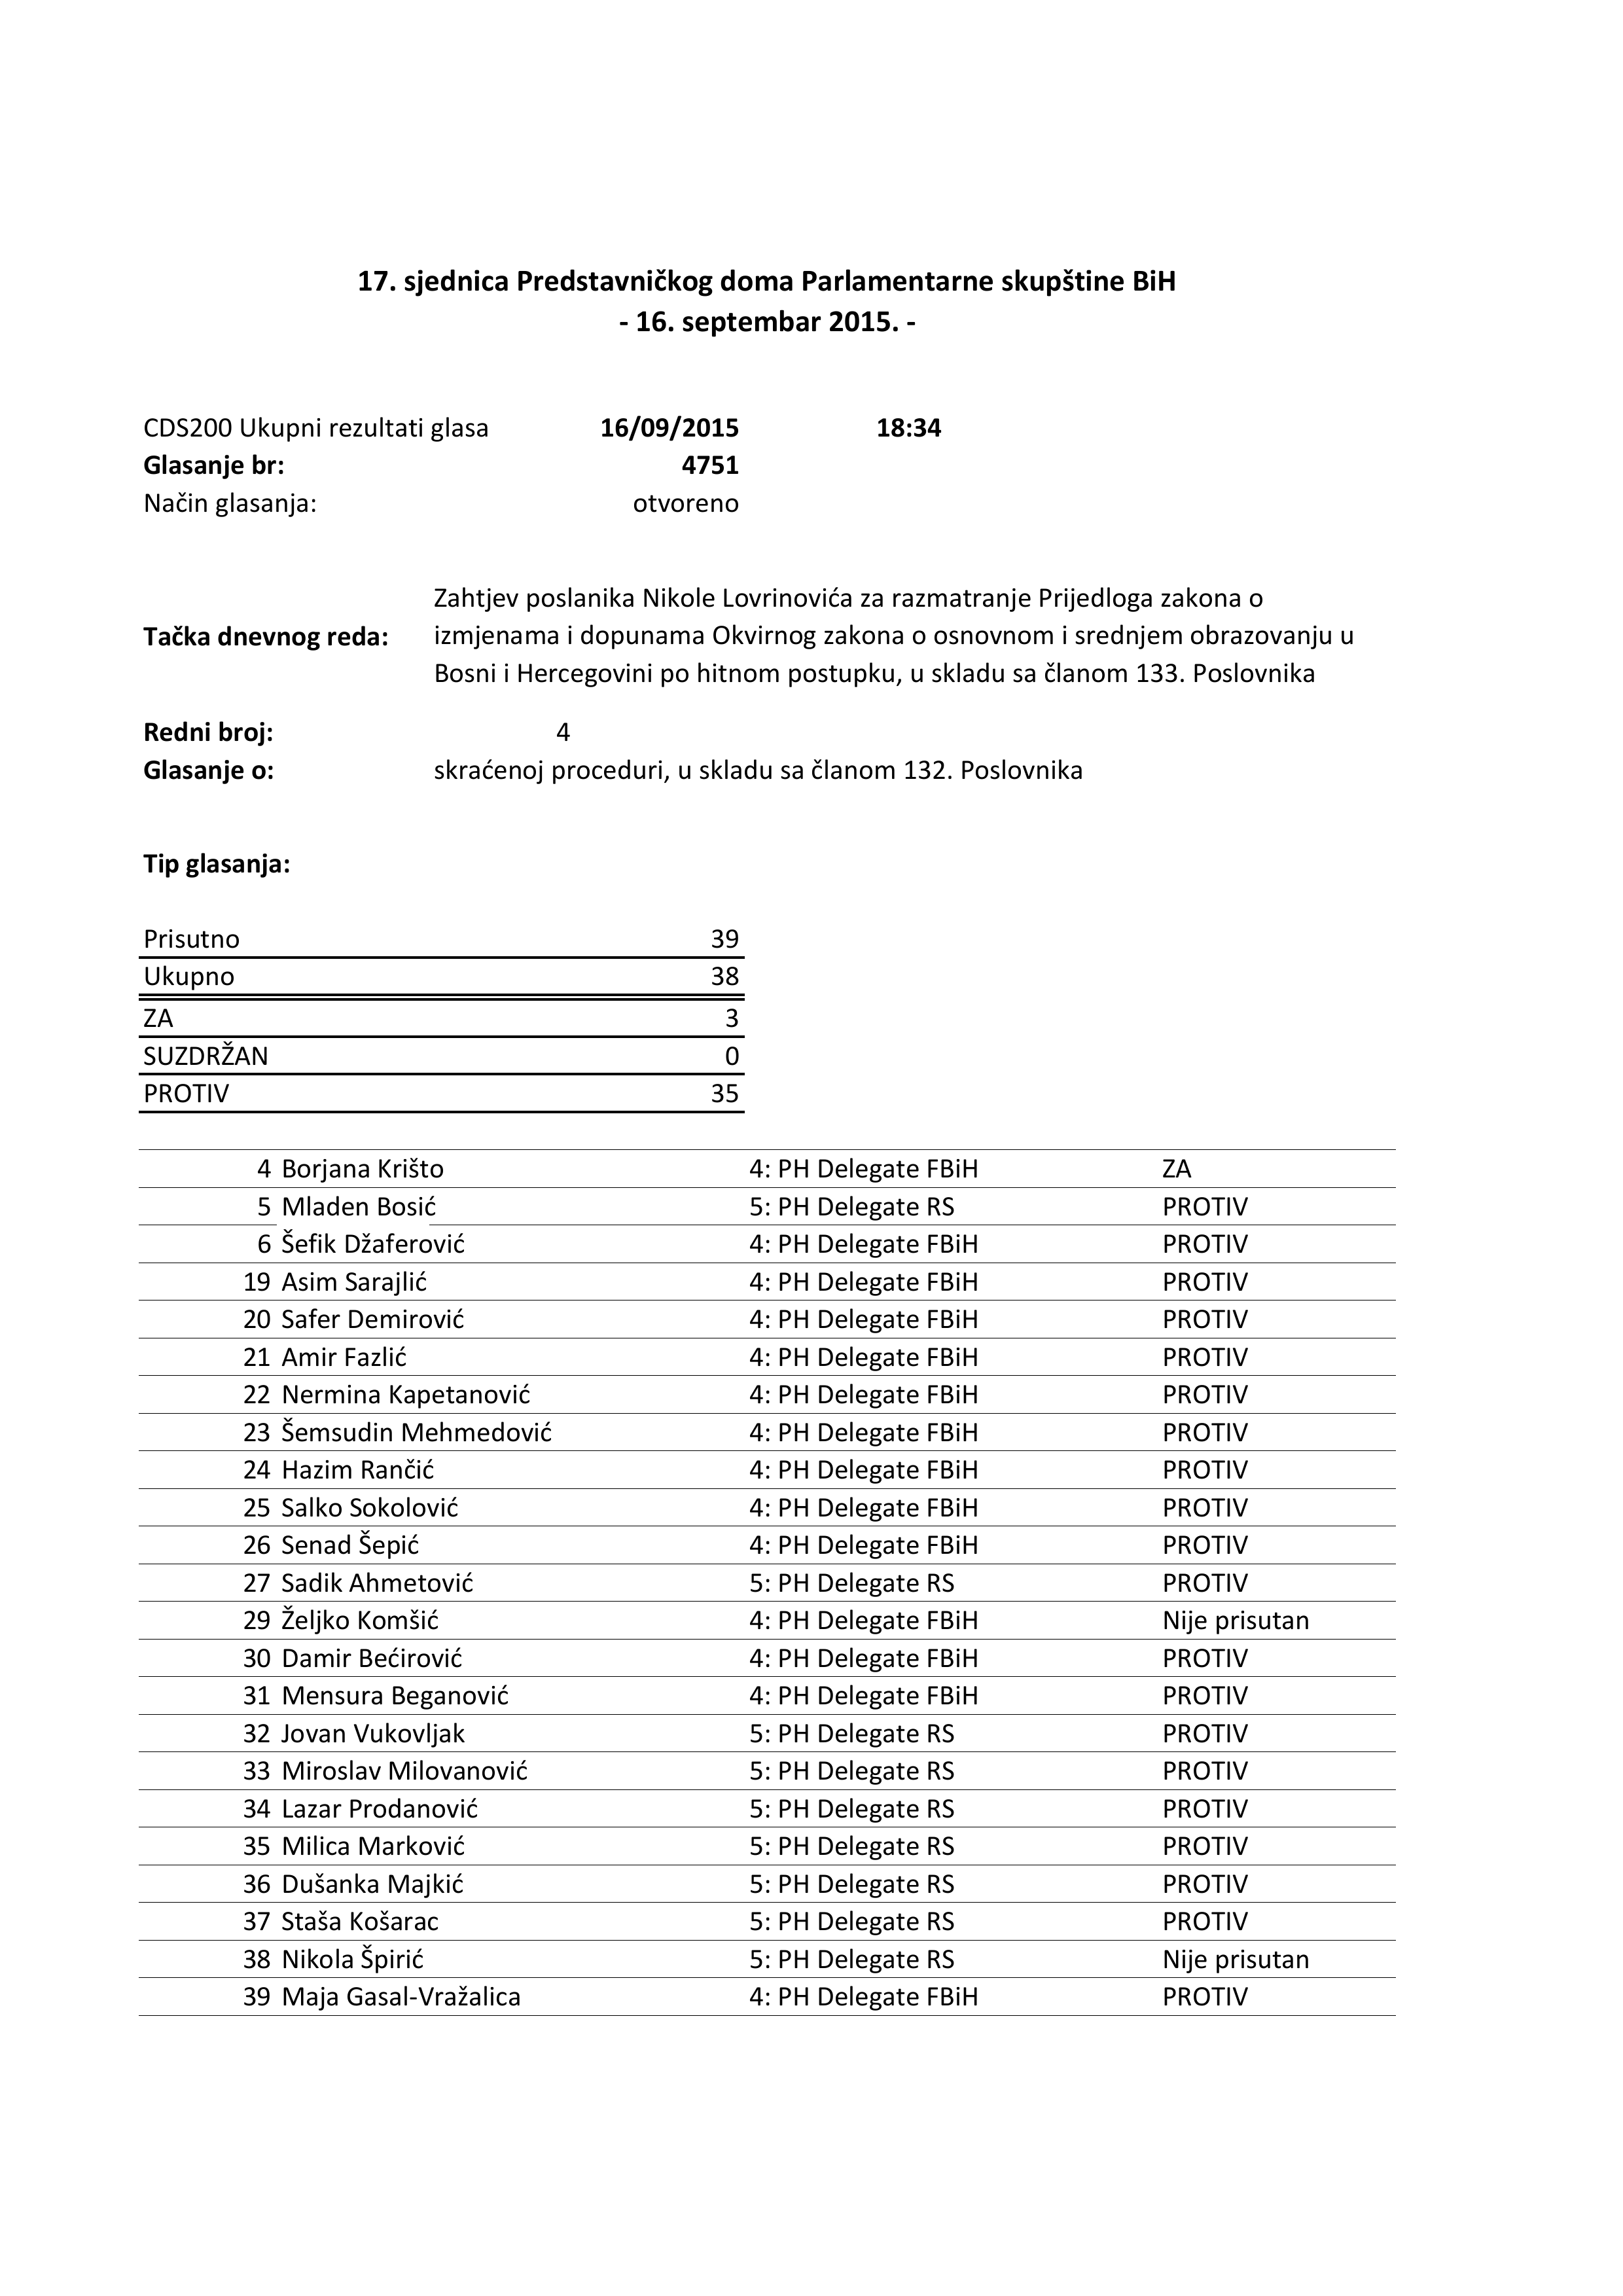 17. sjednica Predstavničkog doma Parlamentarne skupštine BiH
- 16. septembar 2015. -
CDS200 Ukupni rezultati glasa 16/09/2015 18:34
Glasanje br: 4751
Način glasanja: otvoreno
Tačka dnevnog reda: Zahtjev poslanika Nikole Lovrinovića za razmatranje Prijedloga zakona o
izmjenama i dopunama Okvirnog zakona o osnovnom i srednjem obrazovanju u
Bosni i Hercegovini po hitnom postupku, u skladu sa članom 133. Poslovnika
Redni broj: 4
Glasanje o: skraćenoj proceduri, u skladu sa članom 132. Poslovnika
Tip glasanja:
Prisutno 39
Ukupno 38
ZA 3
SUZDRŽAN 0
PROTIV 35
4 Borjana Krišto 4: PH Delegate FBiH ZA
5 Mladen Bosić 5: PH Delegate RS PROTIV
6 Šefik Džaferović 4: PH Delegate FBiH PROTIV
19 Asim Sarajlić 4: PH Delegate FBiH PROTIV
20 Safer Demirović 4: PH Delegate FBiH PROTIV
21 Amir Fazlić 4: PH Delegate FBiH PROTIV
22 Nermina Kapetanović 4: PH Delegate FBiH PROTIV
23 Šemsudin Mehmedović 4: PH Delegate FBiH PROTIV
24 Hazim Rančić 4: PH Delegate FBiH PROTIV
25 Salko Sokolović 4: PH Delegate FBiH PROTIV
26 Senad Šepić 4: PH Delegate FBiH PROTIV
27 Sadik Ahmetović 5: PH Delegate RS PROTIV
29 Željko Komšić 4: PH Delegate FBiH Nije prisutan
30 Damir Bećirović 4: PH Delegate FBiH PROTIV
31 Mensura Beganović 4: PH Delegate FBiH PROTIV
32 Jovan Vukovljak 5: PH Delegate RS PROTIV
33 Miroslav Milovanović 5: PH Delegate RS PROTIV
34 Lazar Prodanović 5: PH Delegate RS PROTIV
35 Milica Marković 5: PH Delegate RS PROTIV
36 Dušanka Majkić 5: PH Delegate RS PROTIV
37 Staša Košarac 5: PH Delegate RS PROTIV
38 Nikola Špirić 5: PH Delegate RS Nije prisutan
39 Maja Gasal-Vražalica 4: PH Delegate FBiH PROTIV